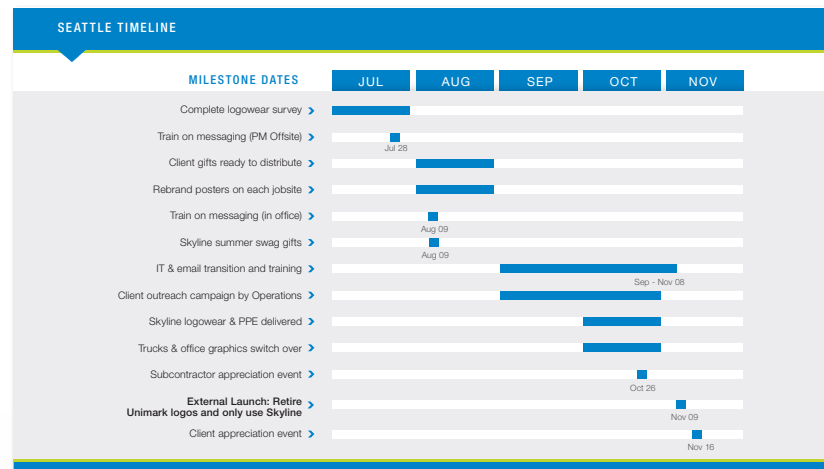 SEATTLE TIMELINE
MILESTONE DATES JUL AUG SEP OCT NOV
Complete logowear survey
Train on messaging (PM Offsite)
Jul 28
Client gifts ready to distribute
Rebrand posters on each jobsite
Train on messaging (in office)
Aug 09
Skyline summer swag gifts
Aug 09
IT & email transition and training
Sep - Nov 08
Client outreach campaign by Operations
Skyline logowear & PPE delivered
Trucks & office graphics switch over
Subcontractor appreciation event
Oct 26
External Launch: Retire
Unimark logos and only use Skyline
Nov 09
Client appreciation event
Nov 16